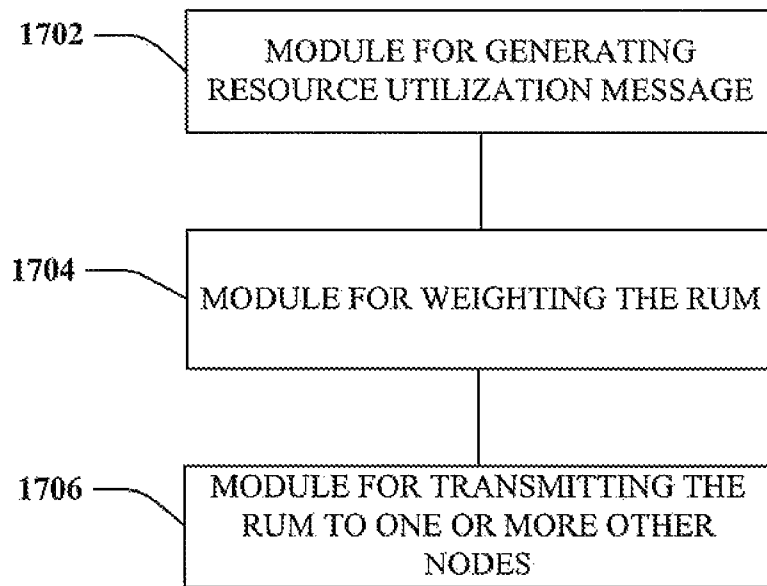 1702
MODULE FOR GENERATING
RESOURCE UTILIZATION MESSAGE
1704
MODULE FOR WEIGHTING THE RUM
1706
MODULE FOR TRANSMITTING THE
RUM TO ONE OR MORE OTHER
NODES